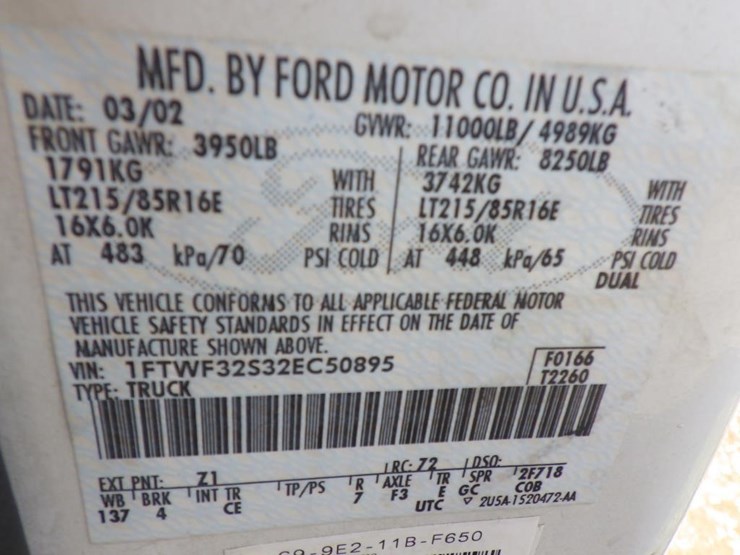 MFD. BY FORD MOTOR CO. IN U.S.A.
DATE: 03/02 GVWR: 11000LB/ 4989KG
FRONT GAWR: 3950LB REAR GAWR: 8250LB
1791KG WITH 3742KG WITH
LT215/85R16E TIRES LT215/85R16E TIRES
16X6.0K RIMS 16X6.0K RIMS
AT 483 kPa/70 PSI COLD AT 448 kPa/65 PSI COLD
DUAL
THIS VEHICLE CONFORMS TO ALL APPLICABLE FEDERAL MOTOR
VEHICLE SAFETY STANDARDS IN EFFECT ON THE DATE OF
MANUFACTURE SHOWN ABOVE.
VIN: 1FTWF32S32EC50895 F0166
TYPE: TRUCK T2260
EXT PNT: Z1 RC: 72 DSO:
WB BRK INT TR TP/PS R AXLE TR SPR 2F718
137 4 CE 7 F3 E GC COB
UTC 2U5A-1520472-AA
9E2-11B-F650